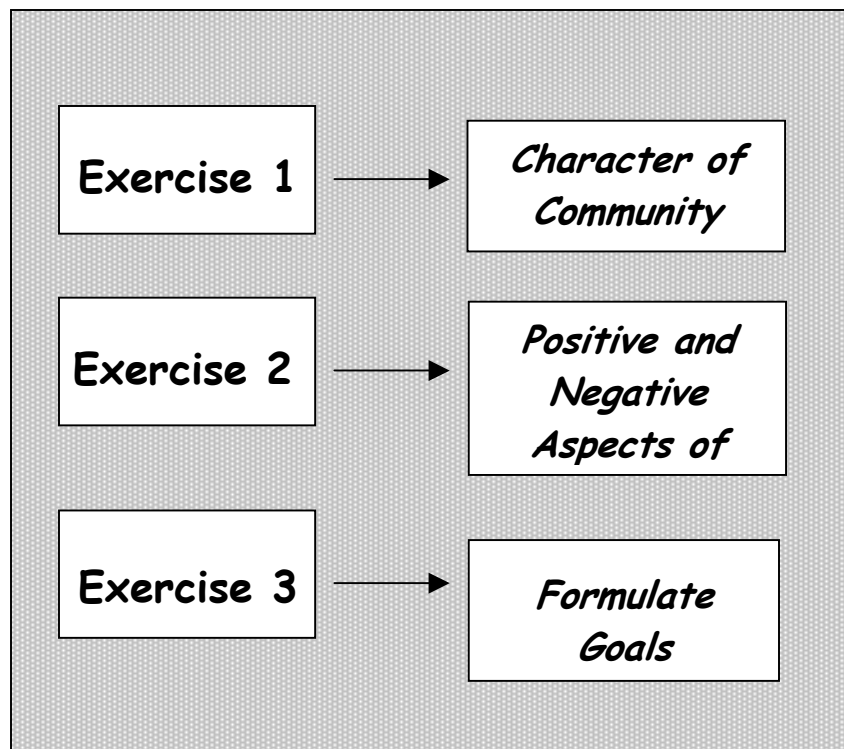 Exercise 1
Character of
Community
Exercise 2
Positive and
Negative
Aspects of
Exercise 3
Formulate
Goals